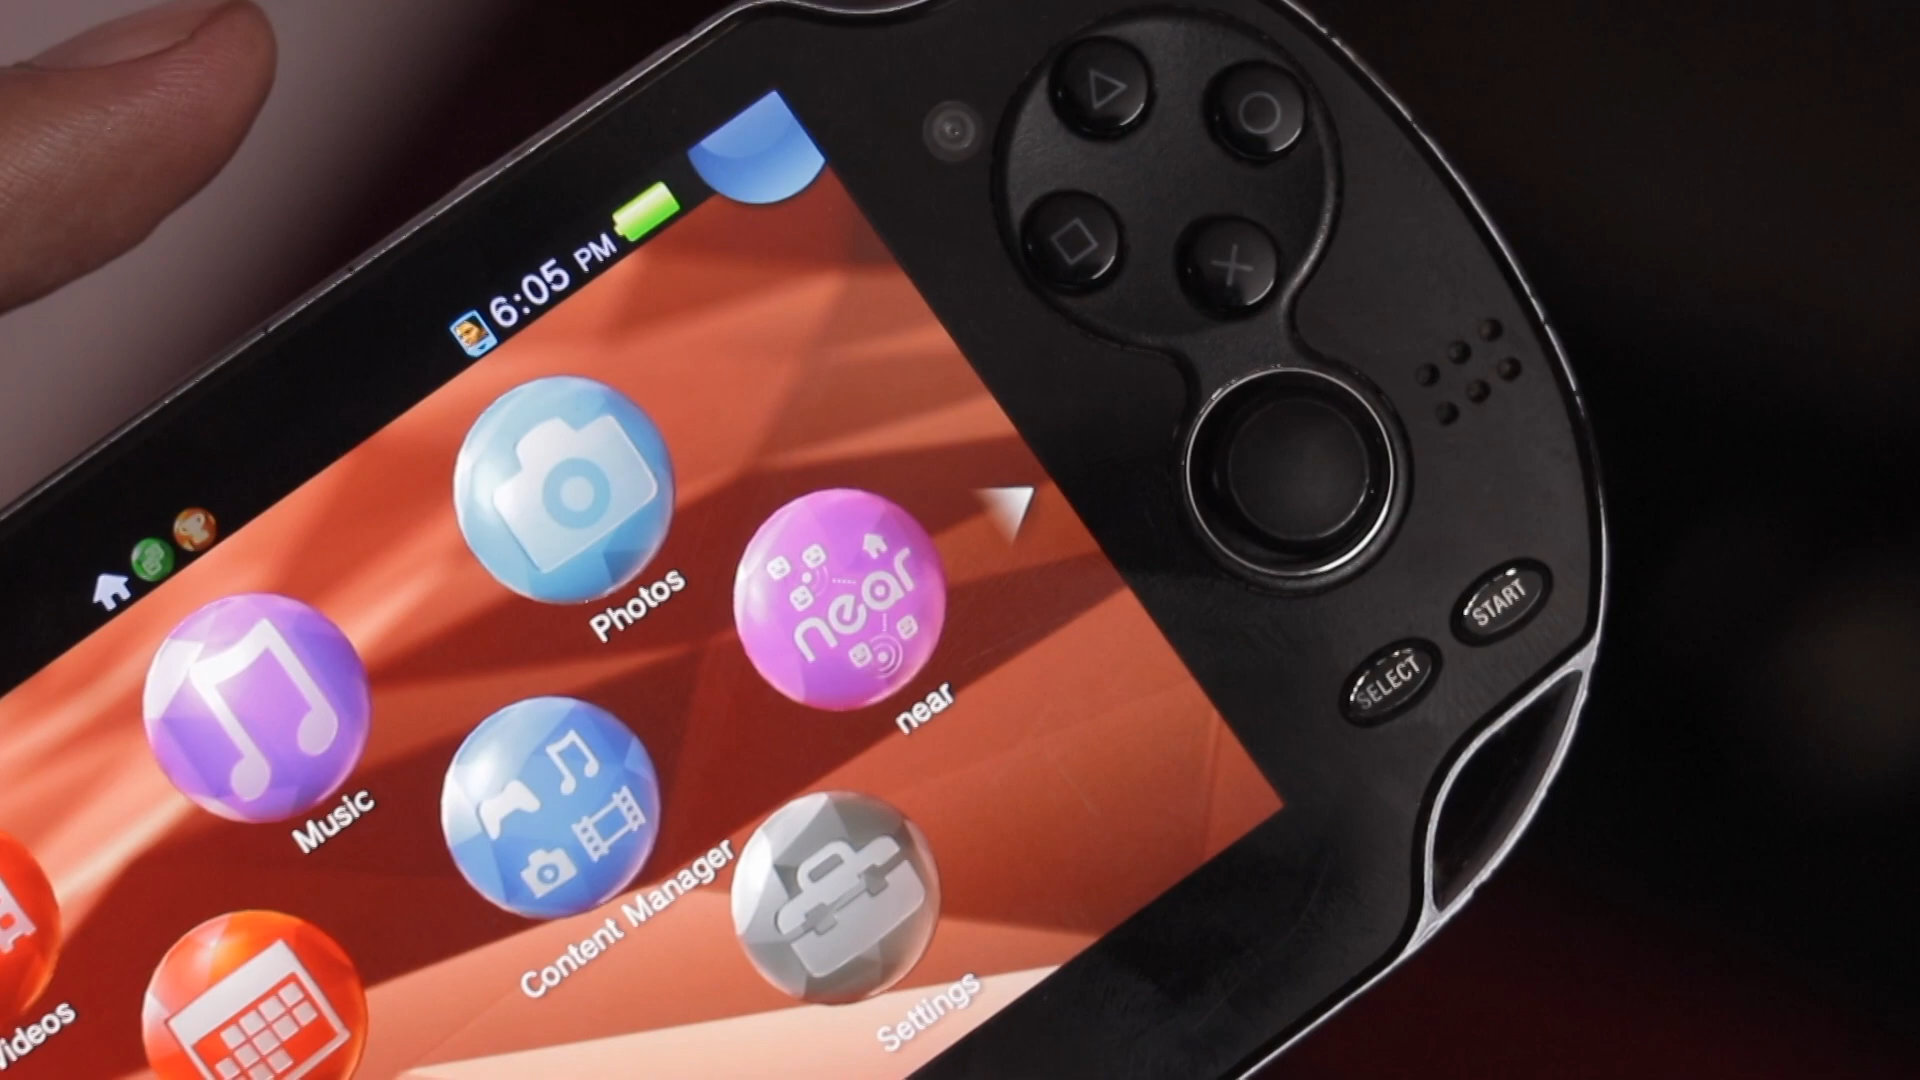 6:05 PM
Photos
near
near
Music
Content Manager
Settings
Videos
START
SELECT